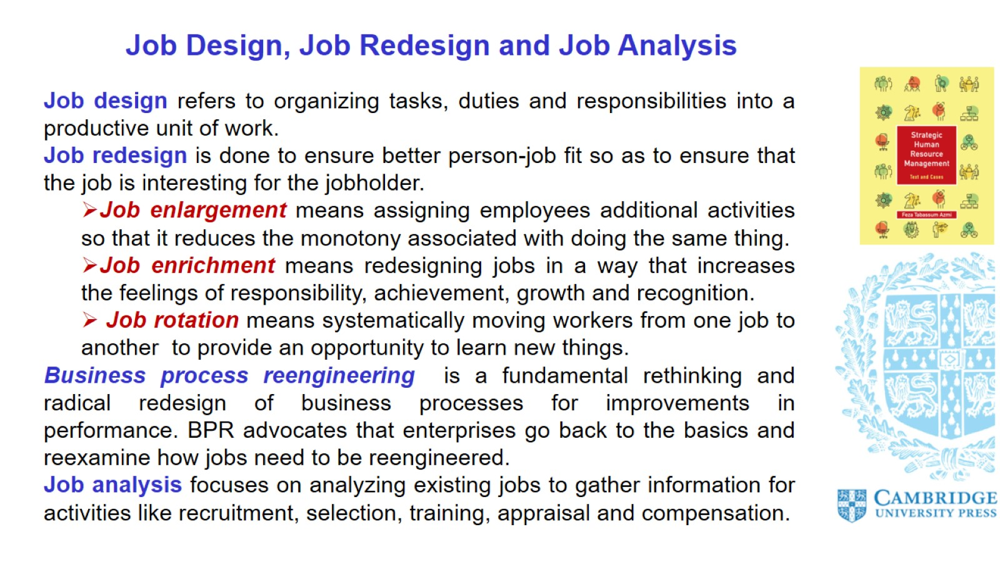 Job Design, Job Redesign and Job Analysis
Job design refers to organizing tasks, duties and responsibilities into a
productive unit of work.
Job redesign is done to ensure better person-job fit so as to ensure that
the job is interesting for the jobholder.
➢Job enlargement means assigning employees additional activities
so that it reduces the monotony associated with doing the same thing.
➢Job enrichment means redesigning jobs in a way that increases
the feelings of responsibility, achievement, growth and recognition.
➢ Job rotation means systematically moving workers from one job to
another to provide an opportunity to learn new things.
Business process reengineering is a fundamental rethinking and
radical redesign of business processes for improvements in
performance. BPR advocates that enterprises go back to the basics and
reexamine how jobs need to be reengineered.
Job analysis focuses on analyzing existing jobs to gather information for
activities like recruitment, selection, training, appraisal and compensation.
Strategic
Human
Resource
Management
Text and Cases
Feza Tabassum Azmi
CAMBRIDGE
UNIVERSITY PRESS